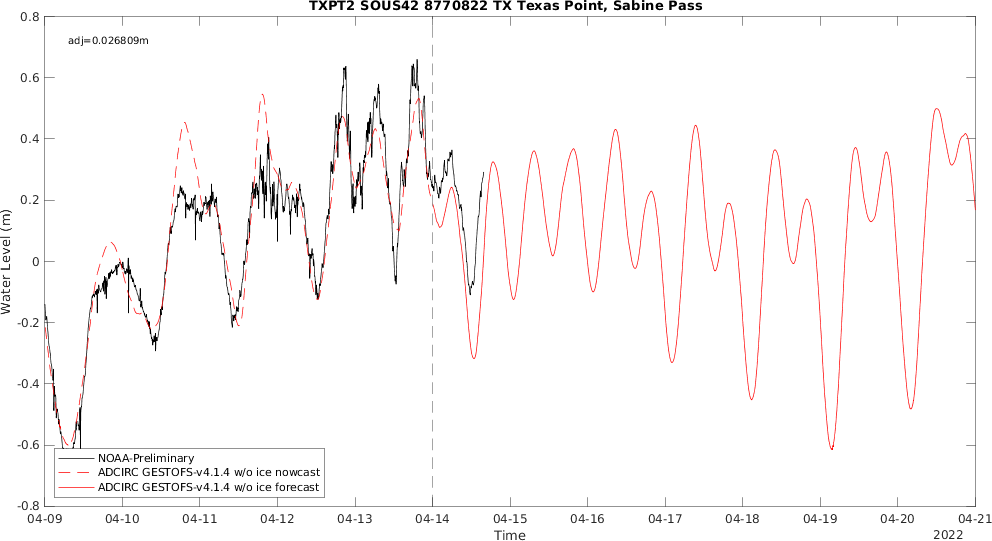 TXPT2 SOUS42 8770822 TX Texas Point, Sabine Pass
adj=0.026809m
0.8
0.6
0.4
0.2
0
-0.2
-0.4
-0.6
-0.8
Water Level (m)
NOAA-Preliminary
ADCIRC GESTOFS-v4.1.4 w/o ice nowcast
ADCIRC GESTOFS-v4.1.4 w/o ice forecast
04-09 04-10 04-11 04-12 04-13 04-14 04-15 04-16 04-17 04-18 04-19 04-20 04-21
Time
2022